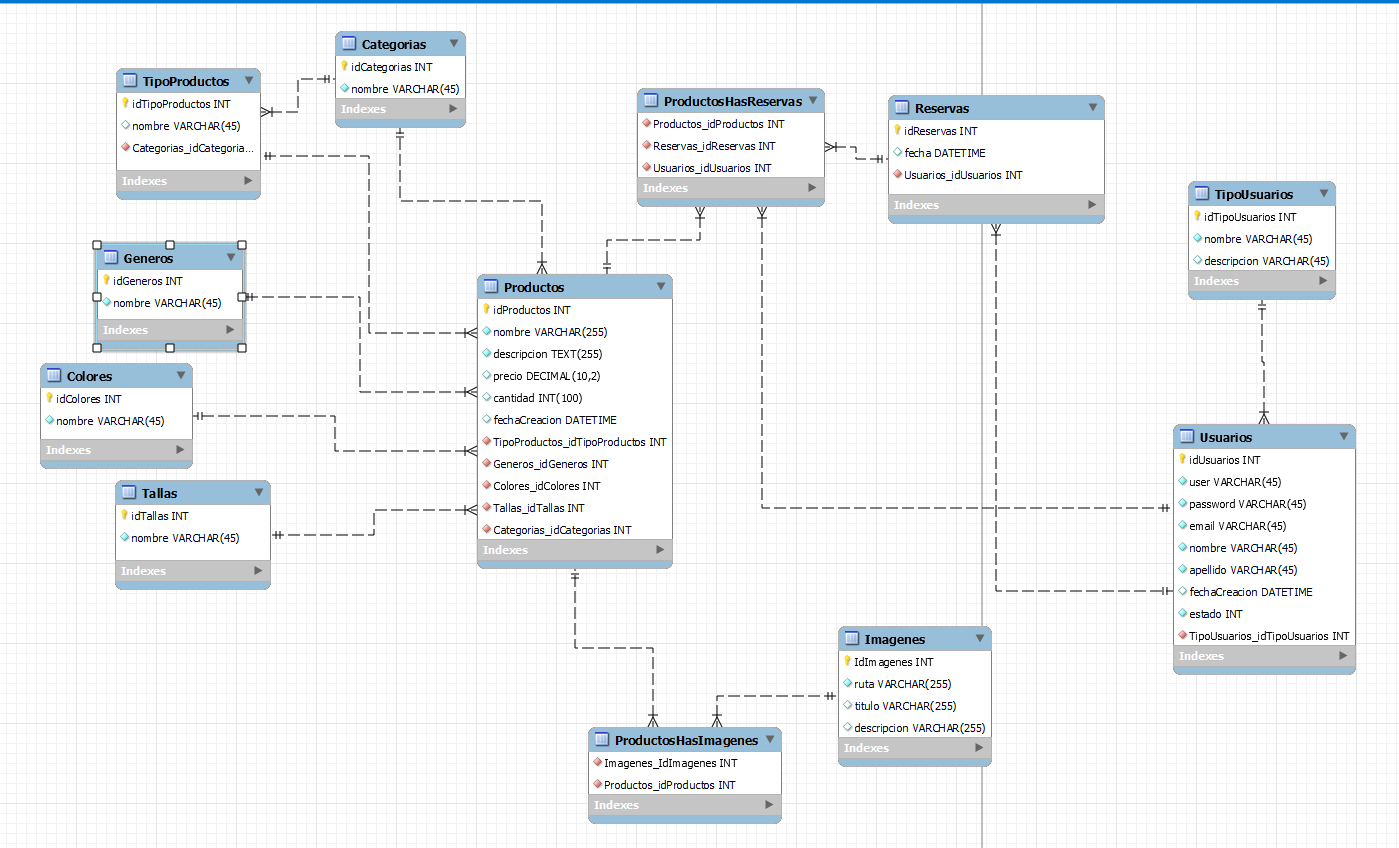 Categorias
idCategorias INT
nombre VARCHAR(45)
Indexes
TipoProductos
idTipoProductos INT
nombre VARCHAR(45)
Categorias_idCategoria...
Indexes
ProductosHasReservas
Productos_idProductos INT
Reservas_idReservas INT
Usuarios_idUsuarios INT
Indexes
Reservas
idReservas INT
fecha DATETIME
Usuarios_idUsuarios INT
Indexes
TipoUsuarios
idTipoUsuarios INT
nombre VARCHAR(45)
descripcion VARCHAR(45)
Indexes
Generos
idGeneros INT
nombre VARCHAR(45)
Indexes
Productos
idProductos INT
nombre VARCHAR(255)
descripcion TEXT(255)
precio DECIMAL(10,2)
cantidad INT(100)
fechaCreacion DATETIME
TipoProductos_idTipoProductos INT
Generos_idGeneros INT
Colores_idColores INT
Tallas_idTallas INT
Categorias_idCategorias INT
Indexes
Colores
idColores INT
nombre VARCHAR(45)
Indexes
Tallas
idTallas INT
nombre VARCHAR(45)
Indexes
Usuarios
idUsuarios INT
user VARCHAR(45)
password VARCHAR(45)
email VARCHAR(45)
nombre VARCHAR(45)
apellido VARCHAR(45)
fechaCreacion DATETIME
estado INT
TipoUsuarios_idTipoUsuarios INT
Indexes
Imagenes
IdImagenes INT
ruta VARCHAR(255)
titulo VARCHAR(255)
descripcion VARCHAR(255)
Indexes
ProductosHasImagenes
Imagenes_IdImagenes INT
Productos_idProductos INT
Indexes